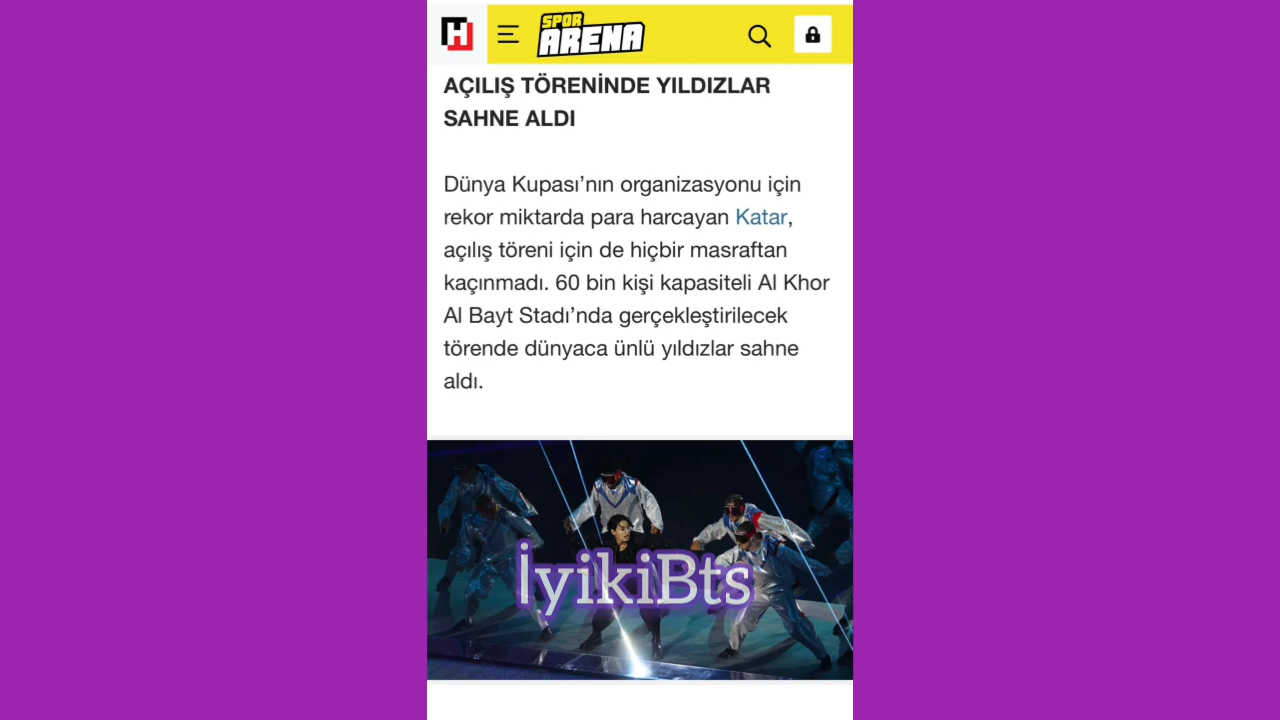 H
SPOR
ARENA
AÇILIŞ TÖRENİNDE YILDIZLAR
SAHNE ALDI
Dünya Kupası’nın organizasyonu için
rekor miktarda para harcayan Katar,
açılış töreni için de hiçbir masraftan
kaçınmadı. 60 bin kişi kapasiteli Al Khor
Al Bayt Stadı’nda gerçekleştirilecek
törende dünyaca ünlü yıldızlar sahne
aldı.
İyikiBts